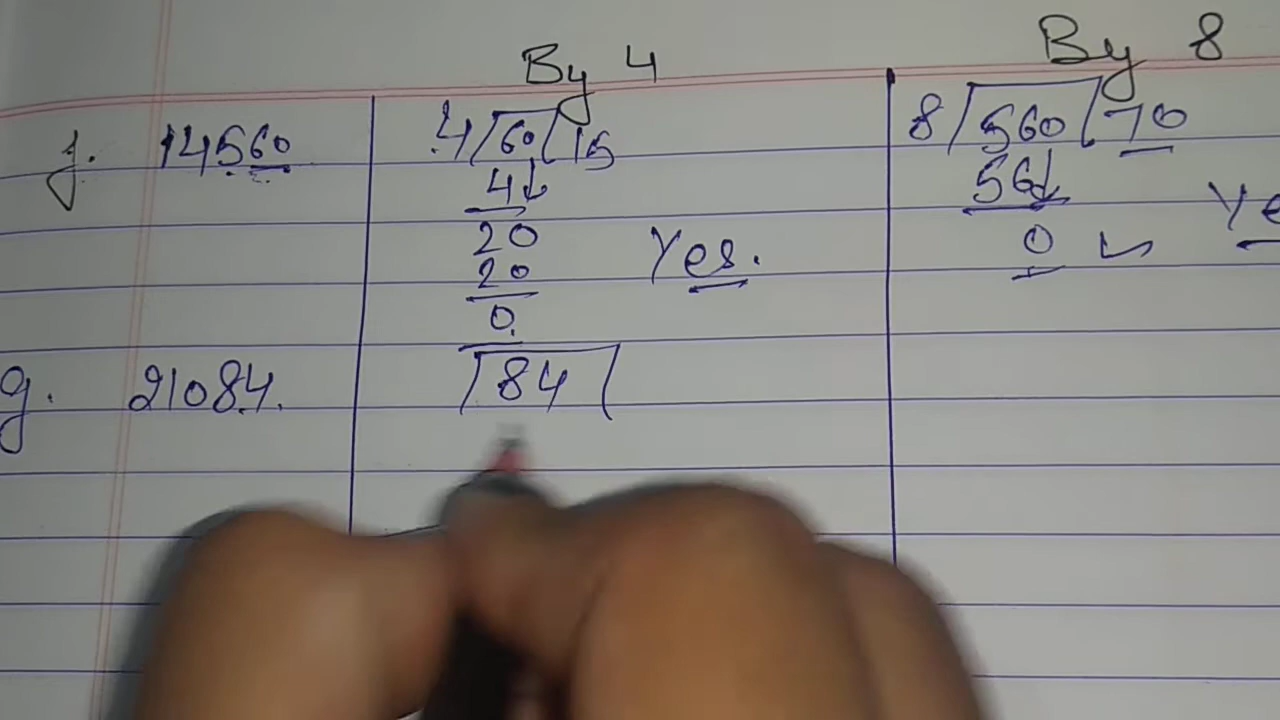 By 4 By 8
f. 14560 4/60/15 8/560/70
4↓ 56↓
20 Yes. 0
20
0
g. 21084. /84/